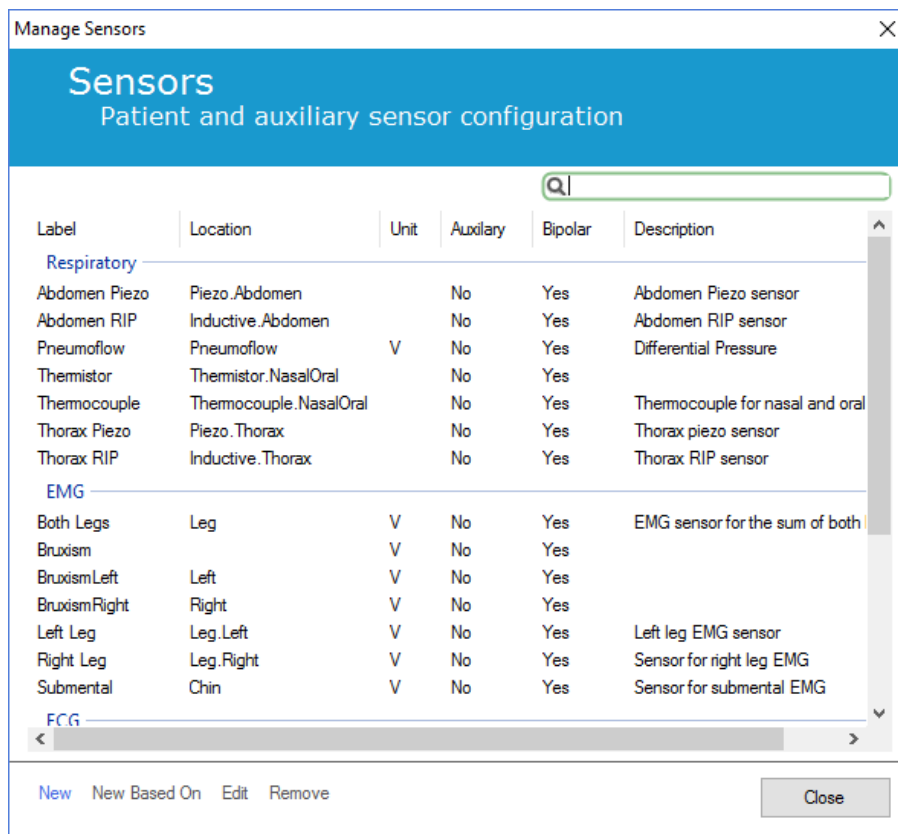 Manage Sensors
Sensors
Patient and auxiliary sensor configuration
Label Location Unit Auxilary Bipolar Description
Respiratory
Abdomen Piezo Piezo.Abdomen No Yes Abdomen Piezo sensor
Abdomen RIP Inductive.Abdomen No Yes Abdomen RIP sensor
Pneumoflow Pneumoflow V No Yes Differential Pressure
Thermistor Thermistor.NasalOral No Yes
Thermocouple Thermocouple.NasalOral No Yes Thermocouple for nasal and oral
Thorax Piezo Piezo.Thorax No Yes Thorax piezo sensor
Thorax RIP Inductive.Thorax No Yes Thorax RIP sensor
EMG
Both Legs Leg V No Yes EMG sensor for the sum of both
Bruxism V No Yes
BruxismLeft Left V No Yes
BruxismRight Right V No Yes
Left Leg Leg.Left V No Yes Left leg EMG sensor
Right Leg Leg.Right V No Yes Sensor for right leg EMG
Submental Chin V No Yes Sensor for submental EMG
ECG
New New Based On Edit Remove Close